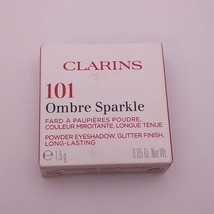 CLARINS
101
Ombre Sparkle
FARD À PAUPIÈRES POUDRE,
COULEUR MIROITANTE, LONGUE TENUE
POWDER EYESHADOW, GLITTER FINISH,
LONG-LASTING
e 1,5g
0.05 Oz. Net Wt.